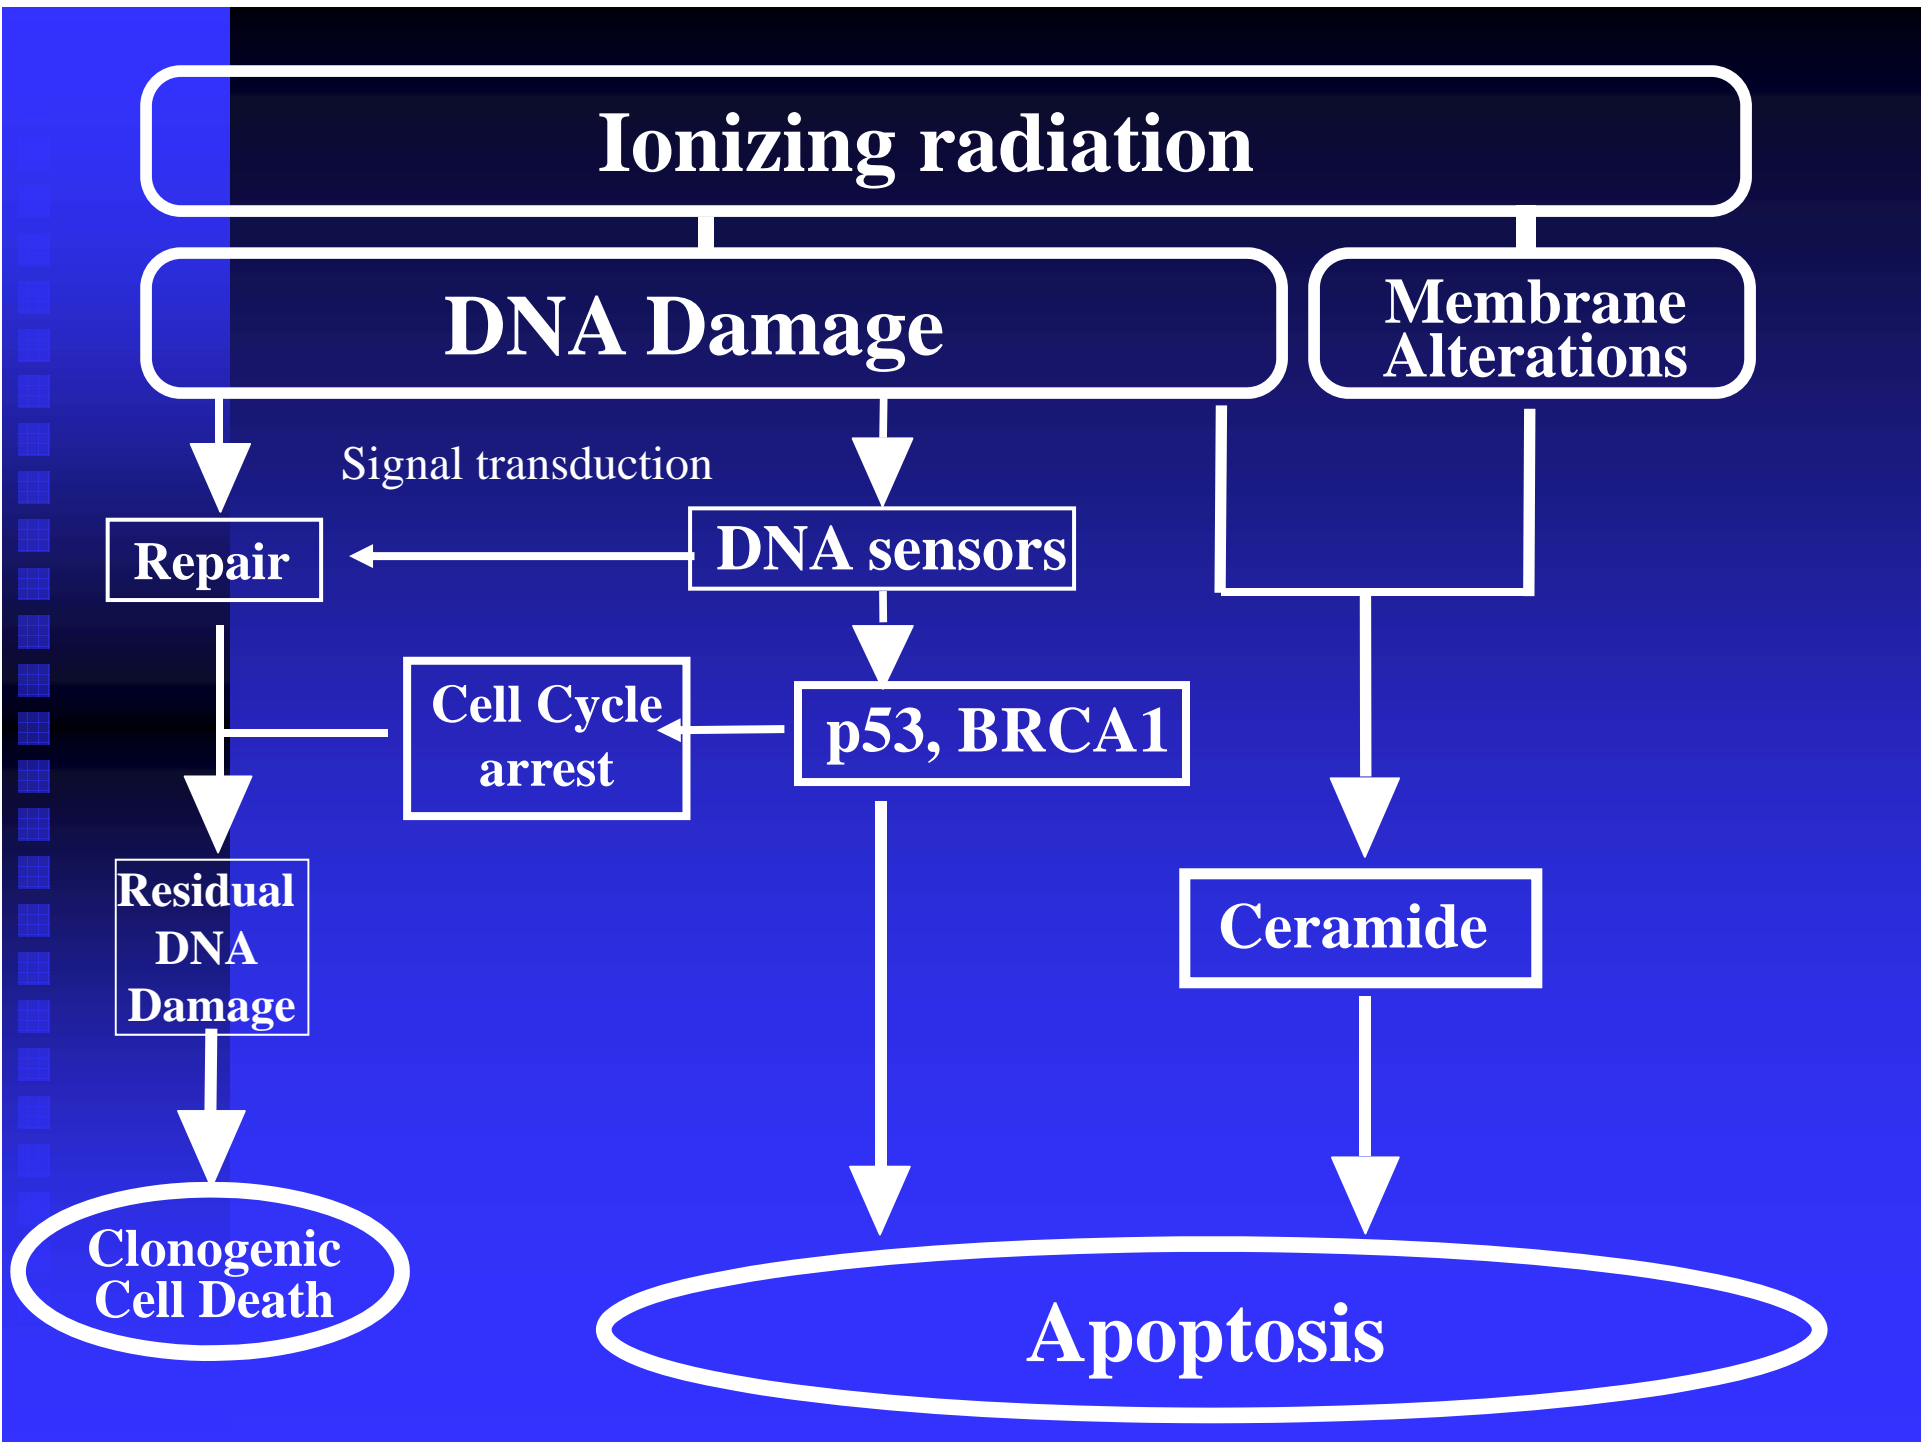 Ionizing radiation
DNA Damage
Membrane
Alterations
Signal transduction
Repair
DNA sensors
Cell Cycle
arrest
p53, BRCA1
Residual
DNA
Damage
Ceramide
Clonogenic
Cell Death
Apoptosis